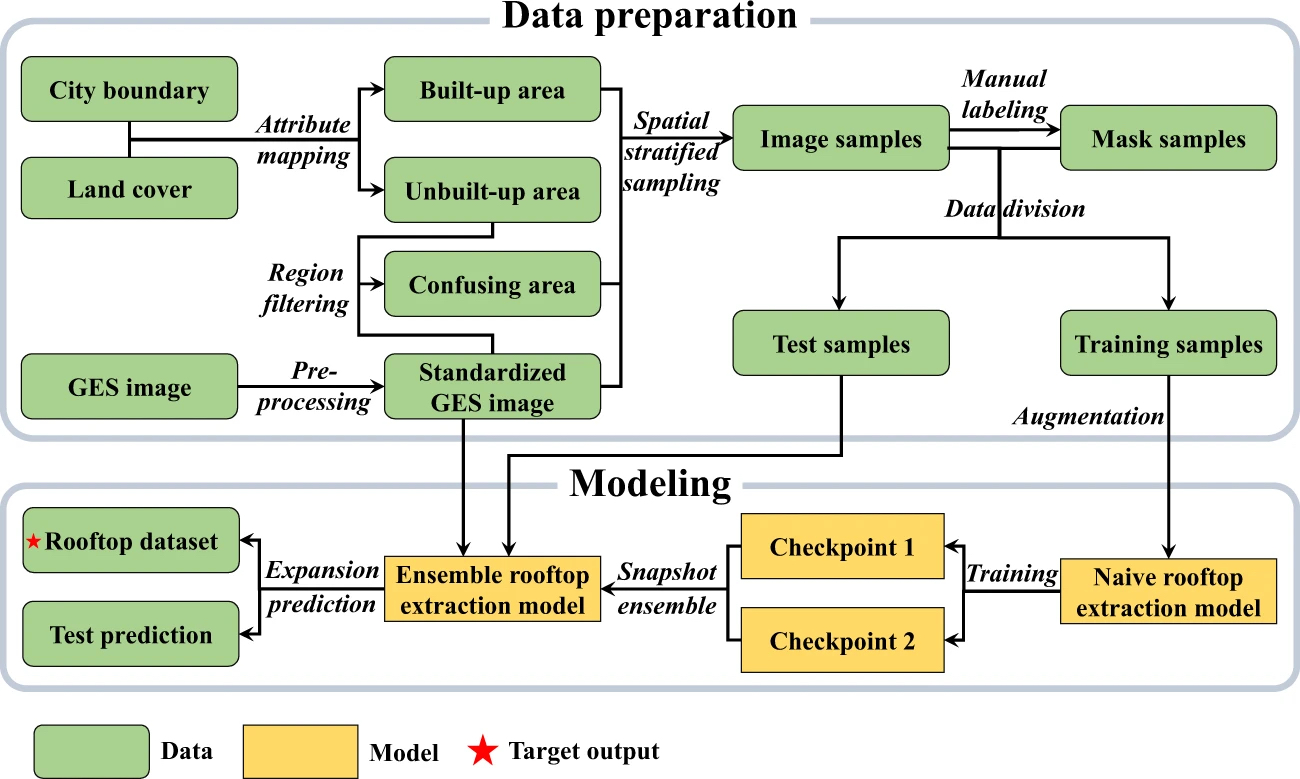 Data preparation
City boundary
Land cover
Attribute
mapping
Built-up area
Unbuilt-up area
Region
filtering
Confusing area
GES image
Pre-
processing
Standardized
GES image
Spatial
stratified
sampling
Image samples
Manual
labeling
Mask samples
Data division
Test samples
Training samples
Augmentation
Modeling
Rooftop dataset
Test prediction
Expansion
prediction
Ensemble rooftop
extraction model
Snapshot
ensemble
Checkpoint 1
Checkpoint 2
Training
Naive rooftop
extraction model
Data
Model
Target output